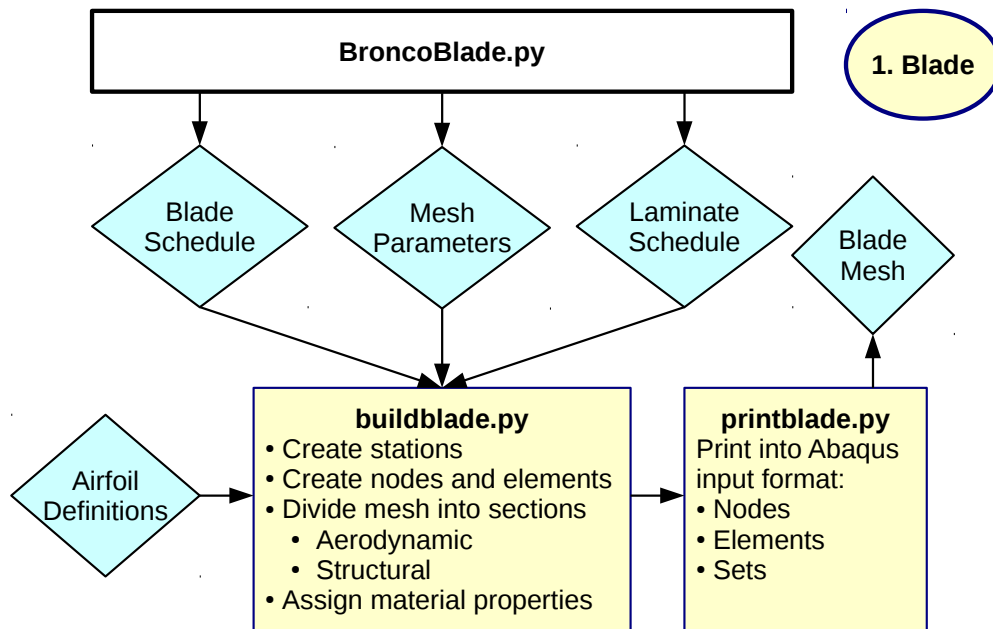 BroncoBlade.py
1. Blade
Blade
Schedule
Mesh
Parameters
Laminate
Schedule
Blade
Mesh
Airfoil
Definitions
buildblade.py
• Create stations
• Create nodes and elements
• Divide mesh into sections
• Aerodynamic
• Structural
• Assign material properties
printblade.py
Print into Abaqus
input format:
• Nodes
• Elements
• Sets